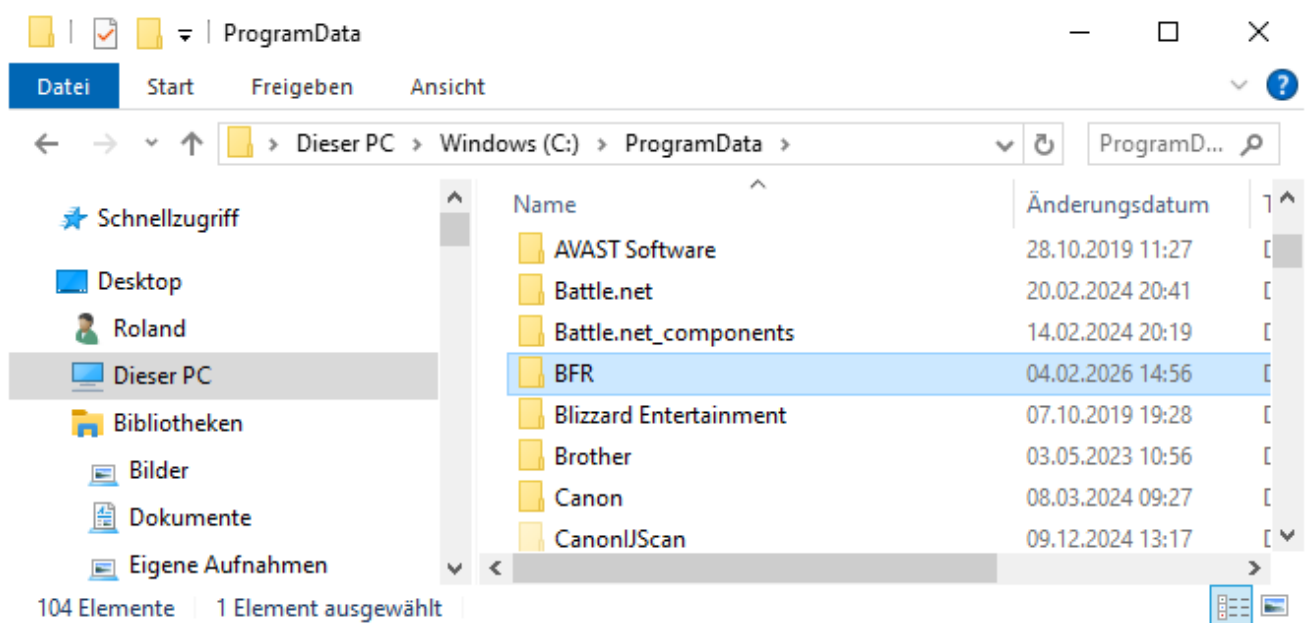 ProgramData
Datei Start Freigeben Ansicht
Dieser PC > Windows (C:) > ProgramData > ProgramD...
Schnellzugriff
Desktop
Roland
Dieser PC
Bibliotheken
Bilder
Dokumente
Eigene Aufnahmen
Name Änderungsdatum
AVAST Software 28.10.2019 11:27
Battle.net 20.02.2024 20:41
Battle.net_components 14.02.2024 20:19
BFR 04.02.2026 14:56
Blizzard Entertainment 07.10.2019 19:28
Brother 03.05.2023 10:56
Canon 08.03.2024 09:27
CanonIJScan 09.12.2024 13:17
104 Elemente 1 Element ausgewählt